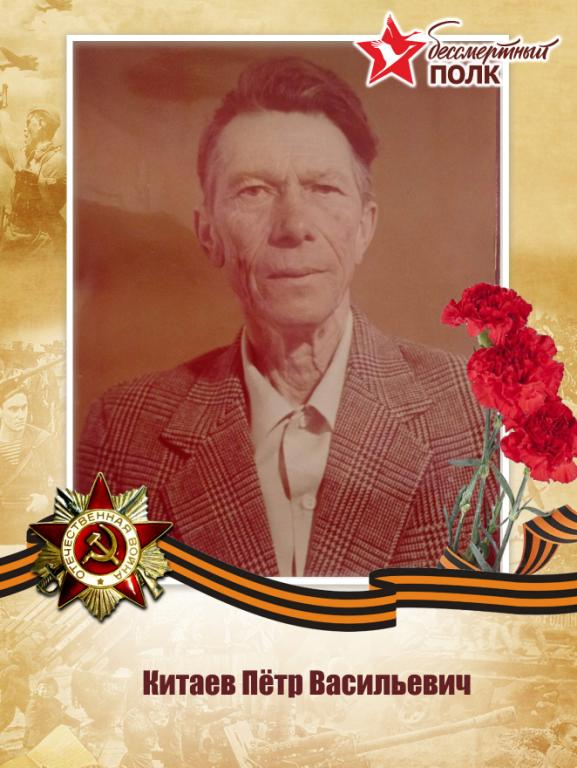 бессмертный
ПОЛК
ОТЕЧЕСТВЕННАЯ ВОЙНА
Китаев Пётр Васильевич